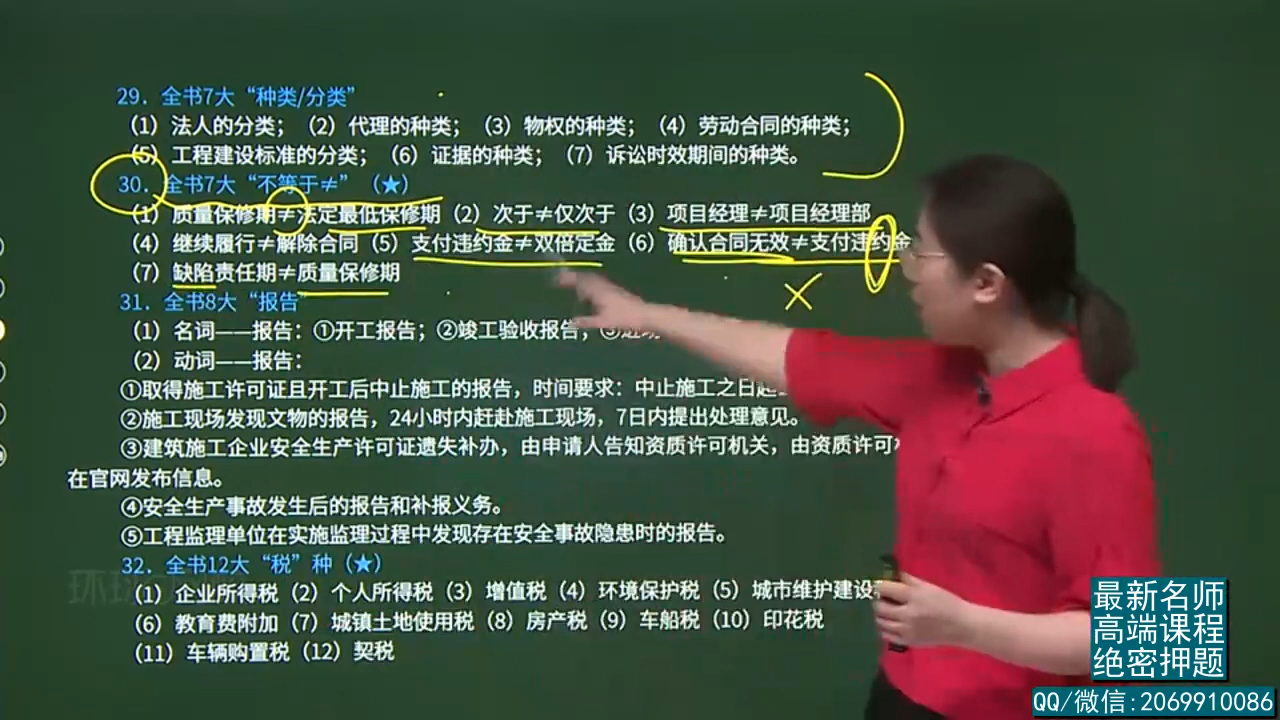 29. 全书7大“种类/分类”
（1）法人的分类；（2）代理的种类；（3）物权的种类；（4）劳动合同的种类；
（5）工程建设标准的分类；（6）证据的种类；（7）诉讼时效期间的种类。
30. 全书7大“不等于≠”（★）
（1）质量保修期≠法定最低保修期（2）次于≠仅次于（3）项目经理≠项目经理部
（4）继续履行≠解除合同（5）支付违约金≠双倍定金（6）确认合同无效≠支付违约金
（7）缺陷责任期≠质量保修期
31. 全书8大“报告”
（1）名词——报告：①开工报告；②竣工验收报告；③
（2）动词——报告：
①取得施工许可证且开工后中止施工的报告，时间要求：中止施工之日起
②施工现场发现文物的报告，24小时内赶赴施工现场，7日内提出处理意见。
③建筑施工企业安全生产许可证遗失补办，由申请人告知资质许可机关，由资质许可
在官网发布信息。
④安全生产事故发生后的报告和补报义务。
⑤工程监理单位在实施监理过程中发现存在安全事故隐患时的报告。
32. 全书12大“税”种（★）
（1）企业所得税（2）个人所得税（3）增值税（4）环境保护税（5）城市维护建设
（6）教育费附加（7）城镇土地使用税（8）房产税（9）车船税（10）印花税
（11）车辆购置税（12）契税
最新名师
高端课程
绝密押题
QQ/微信:2069910086